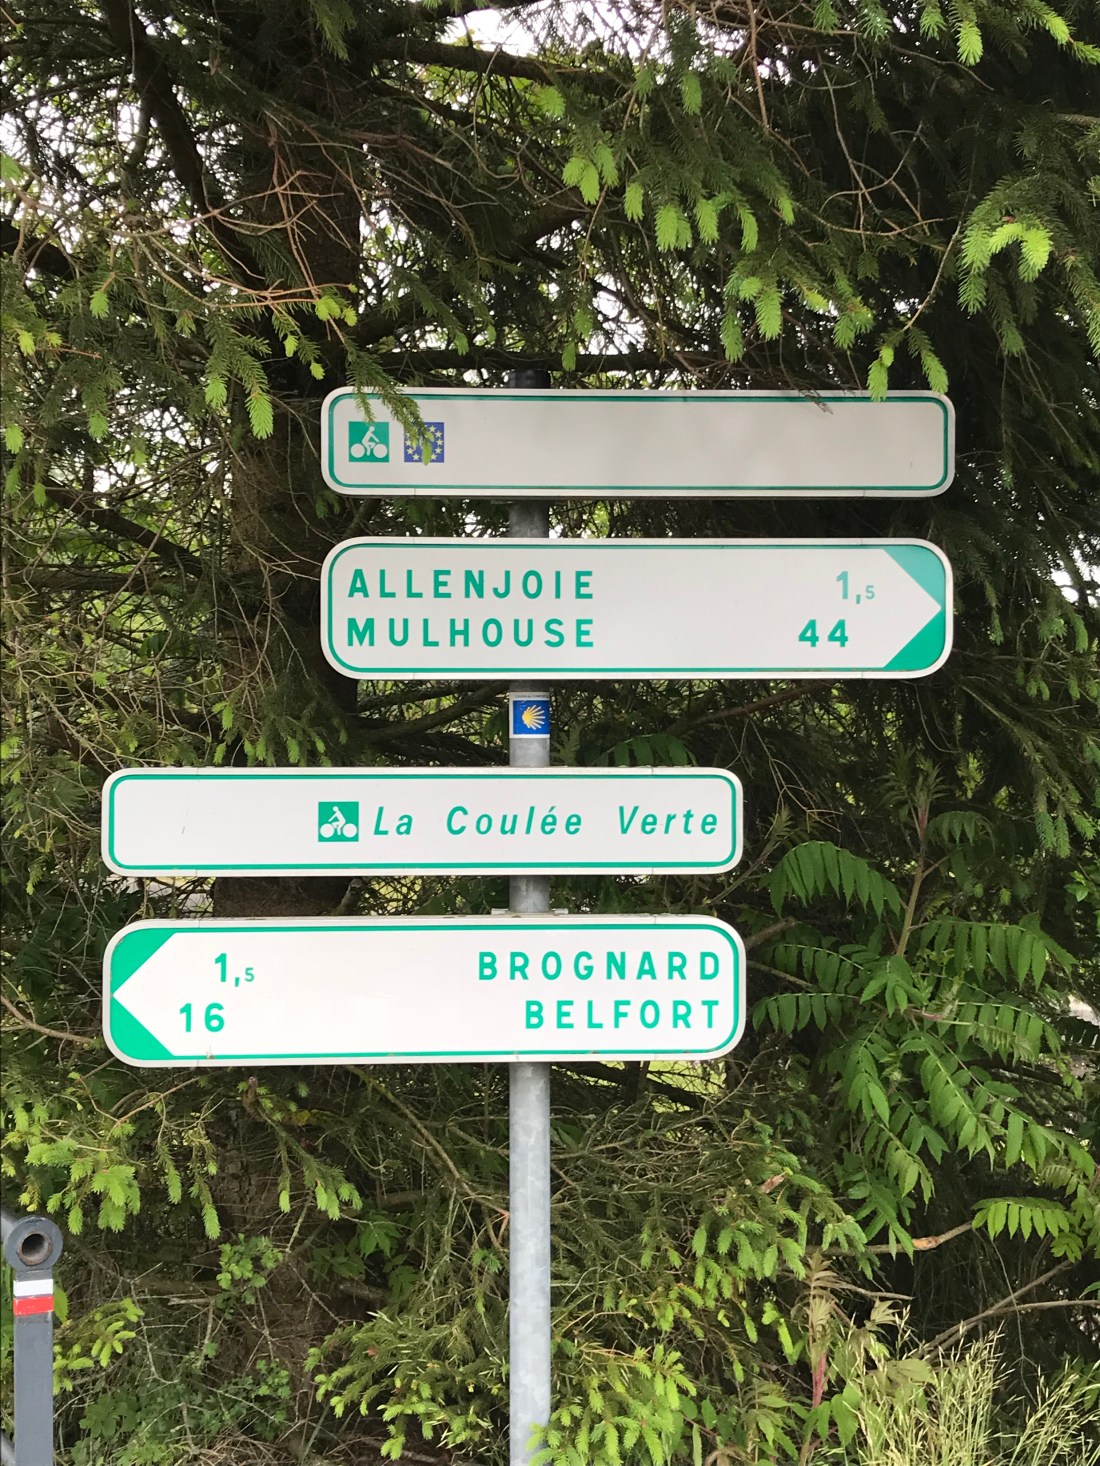 ALLENJOIE 1,5
MULHOUSE 44
La Coulée Verte
1,5 BROGNARD
16 BELFORT